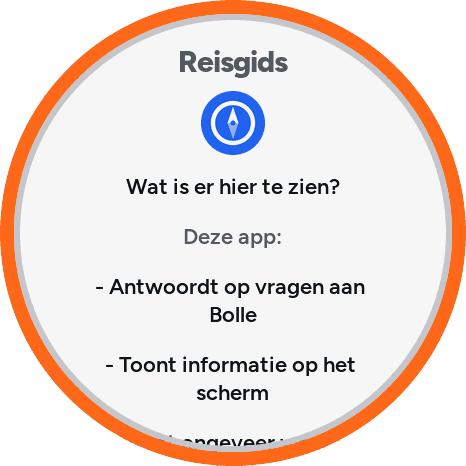 Reisgids
Wat is er hier te zien?
Deze app:
- Antwoordt op vragen aan
Bolle
- Toont informatie op het
scherm
ongeveer